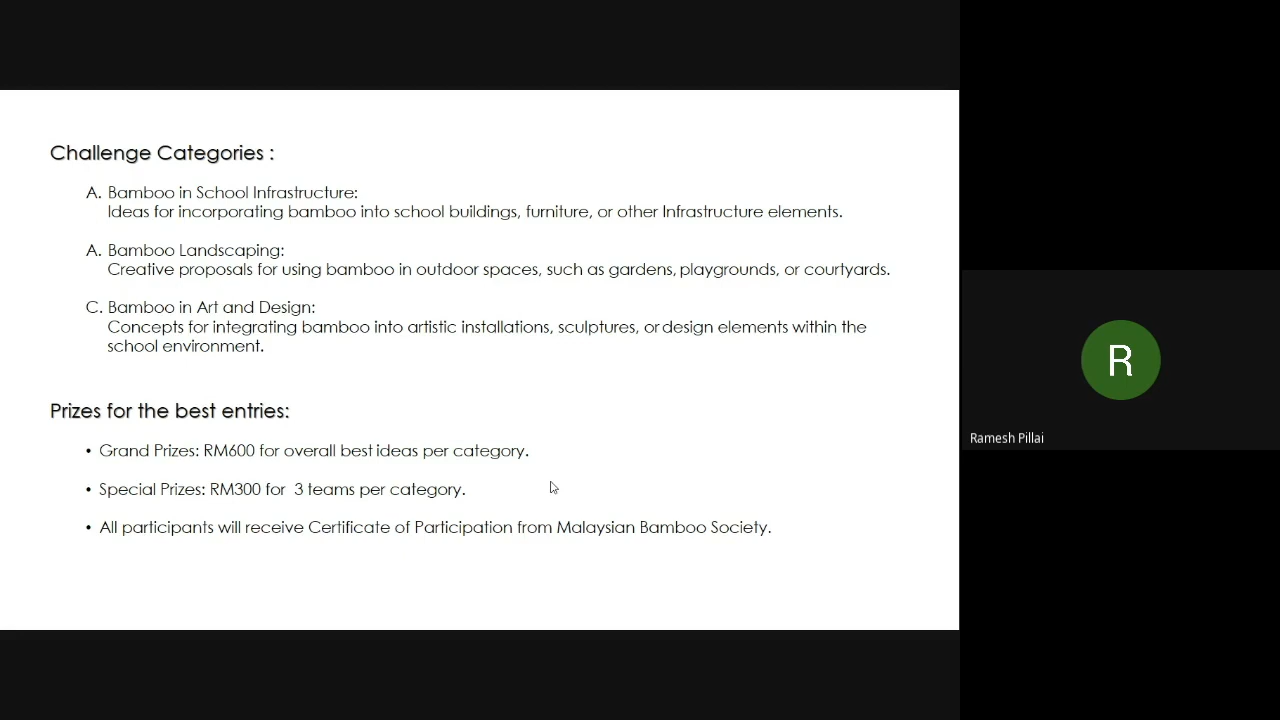 Challenge Categories :
A. Bamboo in School Infrastructure:
Ideas for incorporating bamboo into school buildings, furniture, or other Infrastructure elements.
A. Bamboo Landscaping:
Creative proposals for using bamboo in outdoor spaces, such as gardens, playgrounds, or courtyards.
C. Bamboo in Art and Design:
Concepts for integrating bamboo into artistic installations, sculptures, or design elements within the
school environment.
Prizes for the best entries:
• Grand Prizes: RM600 for overall best ideas per category.
• Special Prizes: RM300 for 3 teams per category.
• All participants will receive Certificate of Participation from Malaysian Bamboo Society.
R
Ramesh Pillai